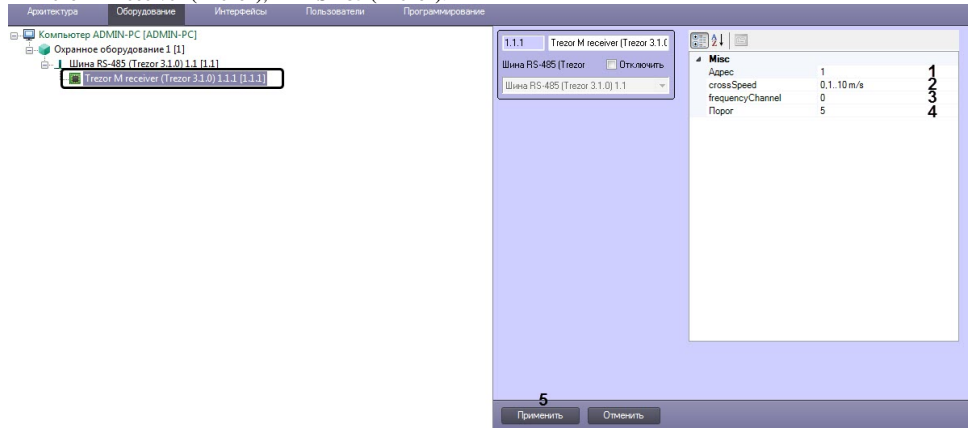 Архитектура Оборудование Интерфейсы Пользователи Программирование
Компьютер ADMIN-PC [ADMIN-PC]
Охранное оборудование 1 [1]
Шина RS-485 (Trezor 3.1.0) 1.1 [1.1]
Trezor M receiver (Trezor 3.1.0) 1.1.1 [1.1.1]
1.1.1 Trezor M receiver (Trezor 3.1.0
Шина RS-485 (Trezor Отключить
Шина RS-485 (Trezor 3.1.0) 1.1
Misc
Адрес 1 1
crossSpeed 0,1..10 m/s 2
frequencyChannel 0 3
Порог 5 4
5
Применить Отменить